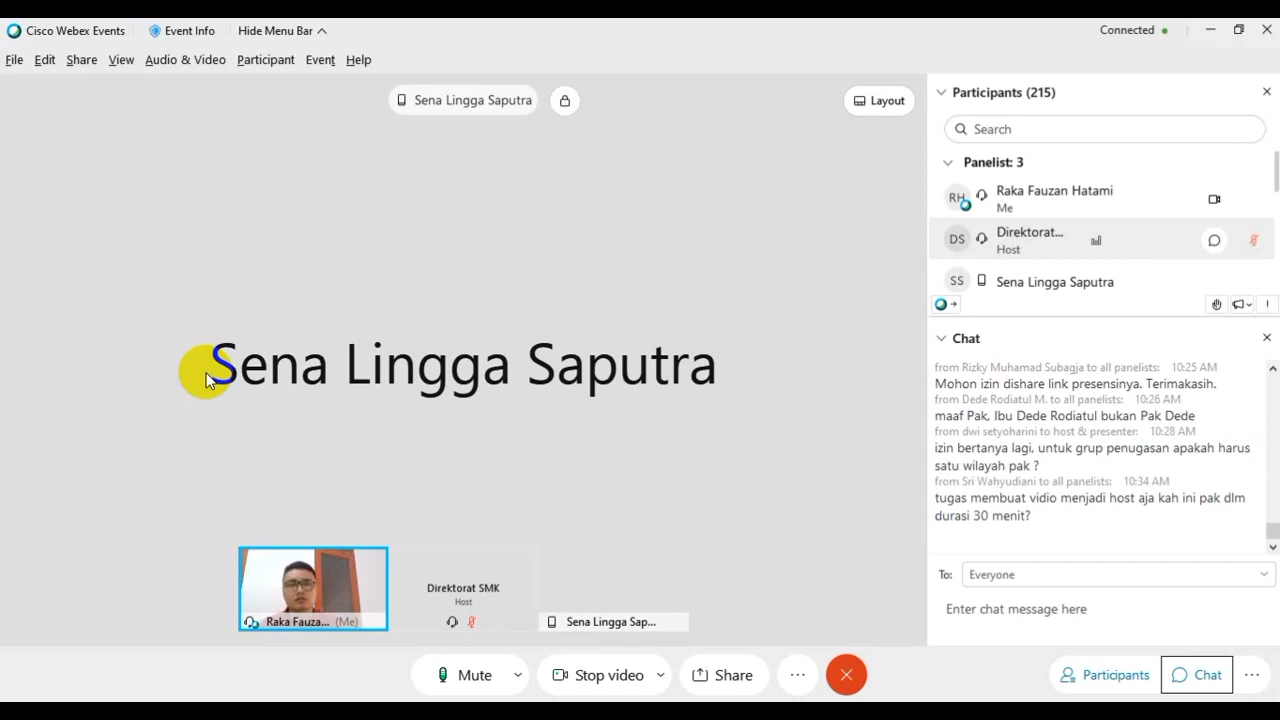 Cisco Webex Events
Event Info
Hide Menu Bar
Connected
File Edit Share View Audio & Video Participant Event Help
Sena Lingga Saputra
Layout
Sena Lingga Saputra
Raka Fauza... (Me)
Direktorat SMK
Host
Sena Lingga Sap...
Mute
Stop video
Share
Participants (215)
Search
Panelist: 3
RH
Raka Fauzan Hatami
Me
DS
Direktorat...
Host
SS
Sena Lingga Saputra
Chat
from Rizky Muhamad Subagja to all panelists: 10:25 AM
Mohon izin dishare link presensinya. Terimakasih.
from Dede Rodiatul M. to all panelists: 10:26 AM
maaf Pak, Ibu Dede Rodiatul bukan Pak Dede
from dwi setyoharini to host & presenter: 10:28 AM
izin bertanya lagi, untuk grup penugasan apakah harus
satu wilayah pak ?
from Sri Wahyudiani to all panelists: 10:34 AM
tugas membuat vidio menjadi host aja kah ini pak dlm
durasi 30 menit?
To: Everyone
Enter chat message here
Participants
Chat